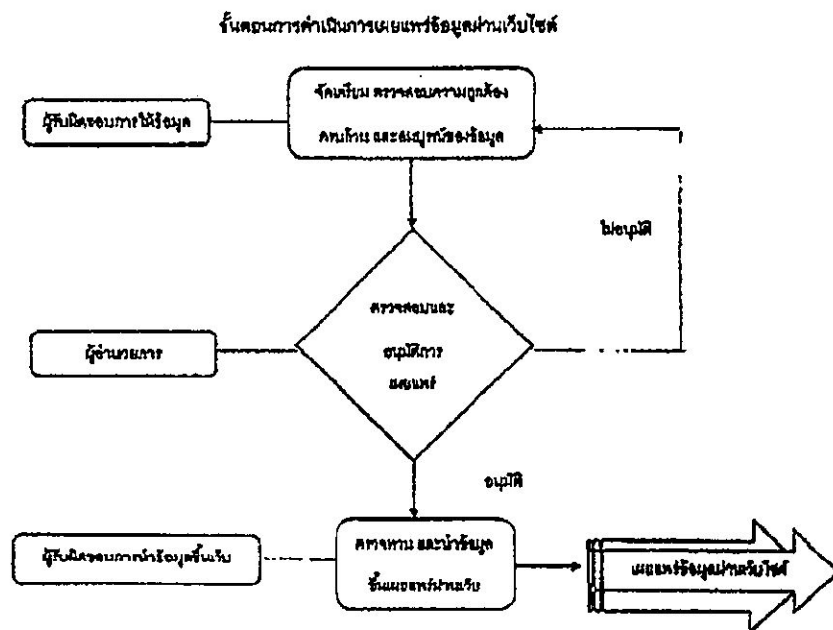 ขั้นตอนการดำเนินการเผยแพร่ข้อมูลผ่านเว็บไซต์
จัดเตรียม ตรวจสอบความถูกต้อง
ครบถ้วน และสมบูรณ์ของข้อมูล
ผู้รับผิดชอบการให้ข้อมูล
ไม่อนุมัติ
ตรวจสอบและ
อนุมัติการ
เผยแพร่
ผู้อำนวยการ
อนุมัติ
ผู้รับผิดชอบการนำข้อมูลขึ้นเว็บ
ตรวจทาน และนำข้อมูล
ขึ้นเผยแพร่ผ่านเว็บ
เผยแพร่ข้อมูลผ่านเว็บไซต์